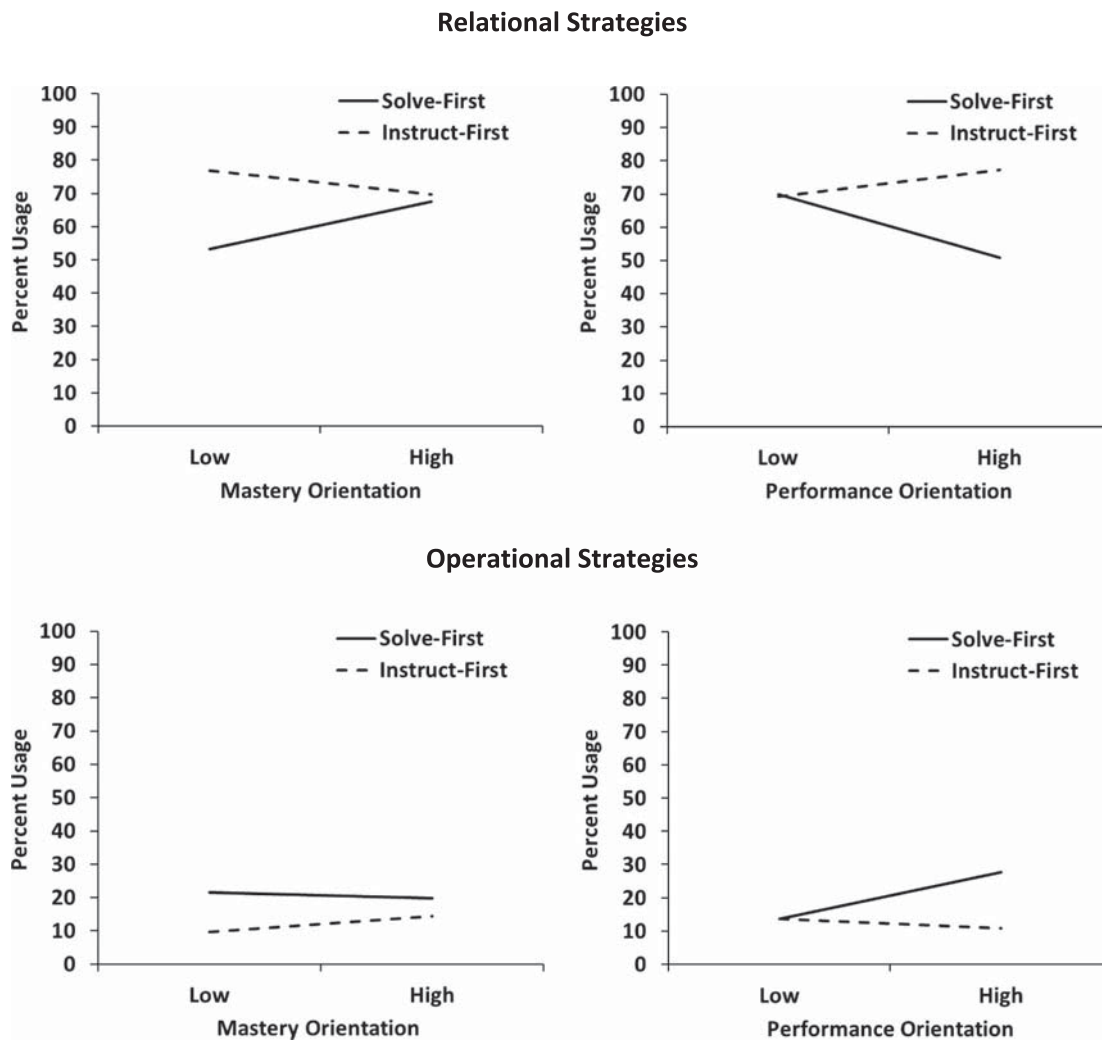 Relational Strategies
100
90
80
70
60
50
40
30
20
10
0
Percent Usage
Solve-First
Instruct-First
Low
High
Mastery Orientation
100
90
80
70
60
50
40
30
20
10
0
Percent Usage
Solve-First
Instruct-First
Low
High
Performance Orientation
Operational Strategies
100
90
80
70
60
50
40
30
20
10
0
Percent Usage
Solve-First
Instruct-First
Low
High
Mastery Orientation
100
90
80
70
60
50
40
30
20
10
0
Percent Usage
Solve-First
Instruct-First
Low
High
Performance Orientation